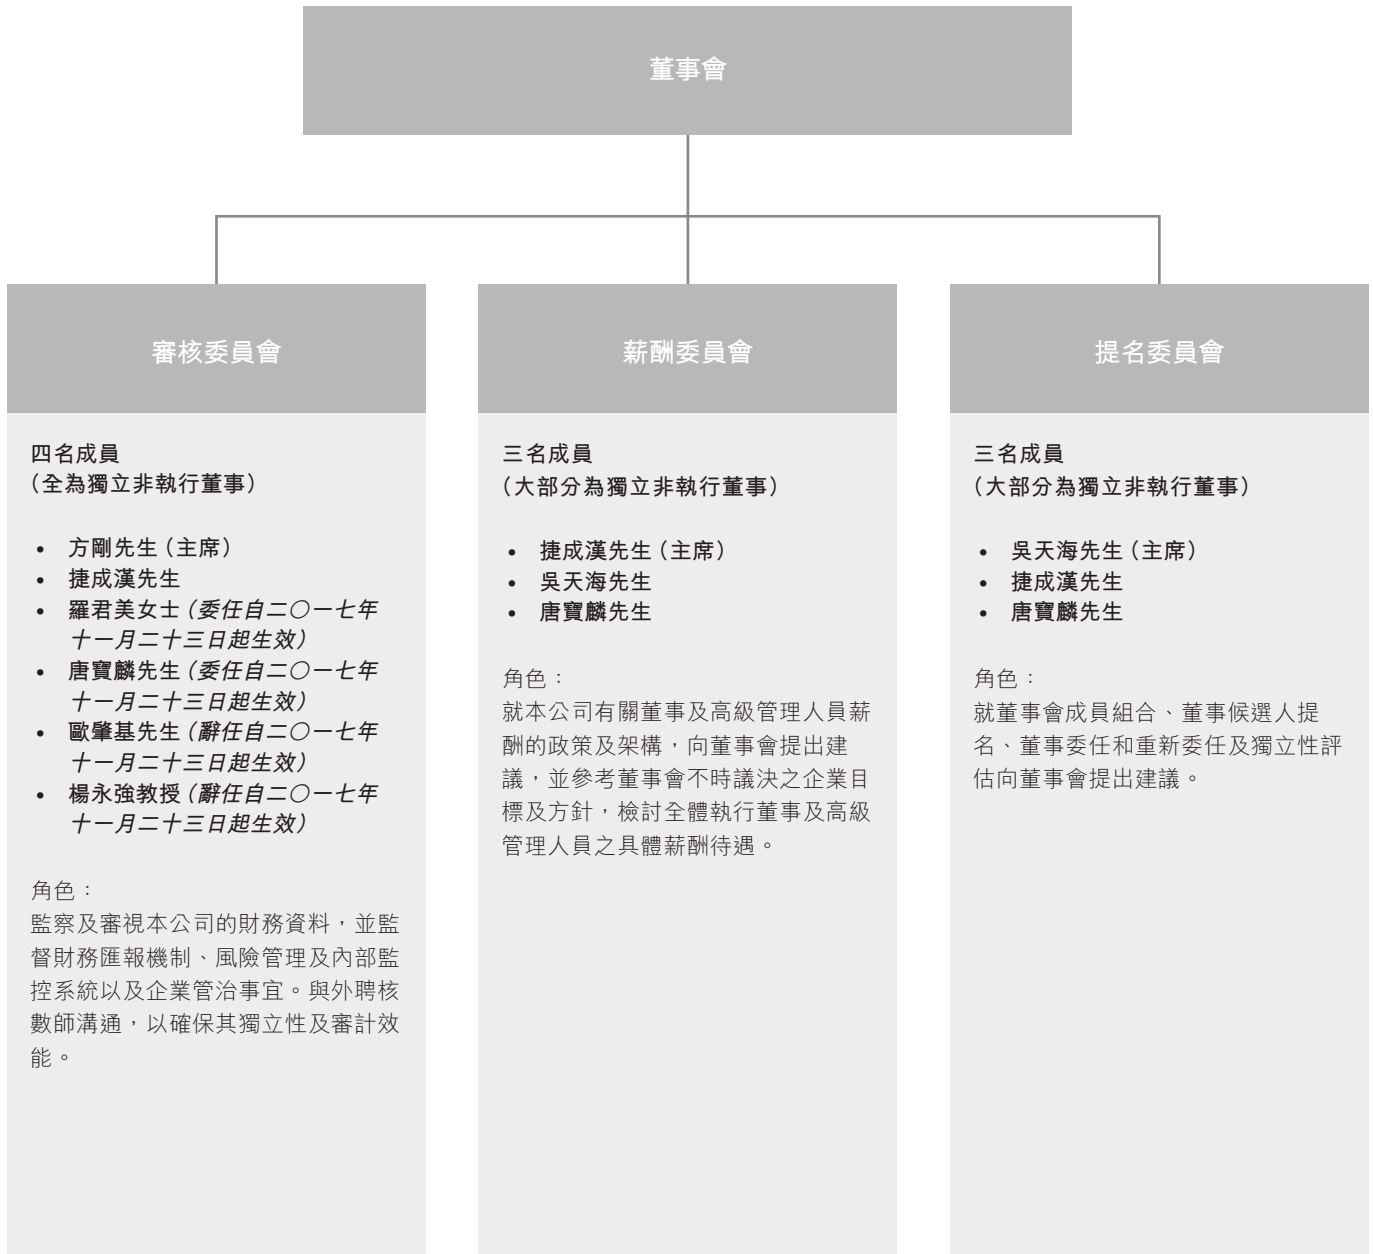 董事會
審核委員會
四名成員
（全為獨立非執行董事）
• 方剛先生（主席）
• 捷成漢先生
• 羅君美女士（委任自二〇一七年
十一月二十三日起生效）
• 唐寶麟先生（委任自二〇一七年
十一月二十三日起生效）
• 歐肇基先生（辭任自二〇一七年
十一月二十三日起生效）
• 楊永強教授（辭任自二〇一七年
十一月二十三日起生效）
角色：
監察及審視本公司的財務資料，並監
督財務匯報機制、風險管理及內部監
控系統以及企業管治事宜。與外聘核
數師溝通，以確保其獨立性及審計效
能。
薪酬委員會
三名成員
（大部分為獨立非執行董事）
• 捷成漢先生（主席）
• 吳天海先生
• 唐寶麟先生
角色：
就本公司有關董事及高級管理人員薪
酬的政策及架構，向董事會提出建
議，並參考董事會不時議決之企業目
標及方針，檢討全體執行董事及高級
管理人員之具體薪酬待遇。
提名委員會
三名成員
（大部分為獨立非執行董事）
• 吳天海先生（主席）
• 捷成漢先生
• 唐寶麟先生
角色：
就董事會成員組合、董事候選人提
名、董事委任和重新委任及獨立性評
估向董事會提出建議。